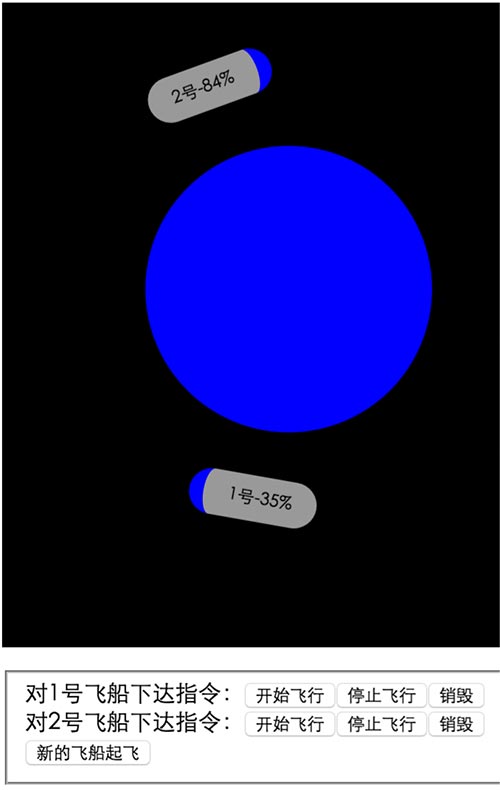 2号-84%
1号-35%
对1号飞船下达指令： 开始飞行 停止飞行 销毁
对2号飞船下达指令： 开始飞行 停止飞行 销毁
新的飞船起飞